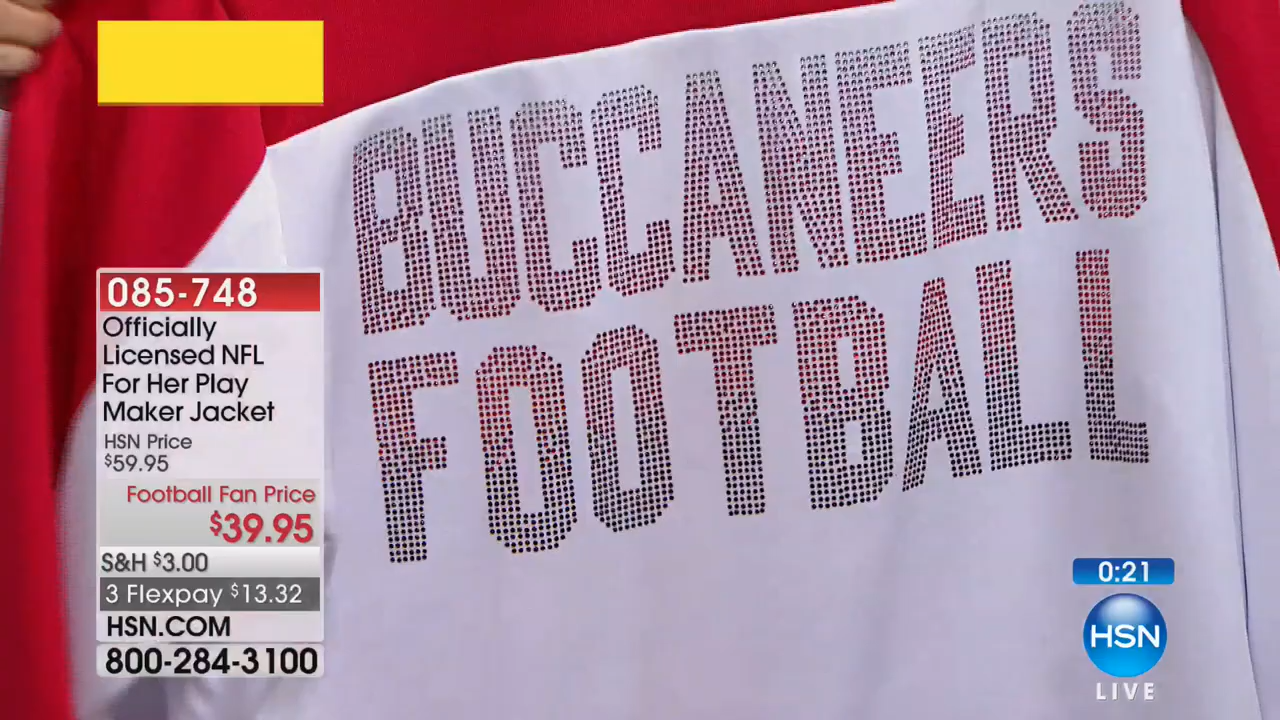 BUCCANEERS
FOOTBALL
085-748
Officially
Licensed NFL
For Her Play
Maker Jacket
HSN Price
$59.95
Football Fan Price
$39.95
S&H $3.00
3 Flexpay $13.32
HSN.COM
800-284-3100
0:21
HSN
LIVE